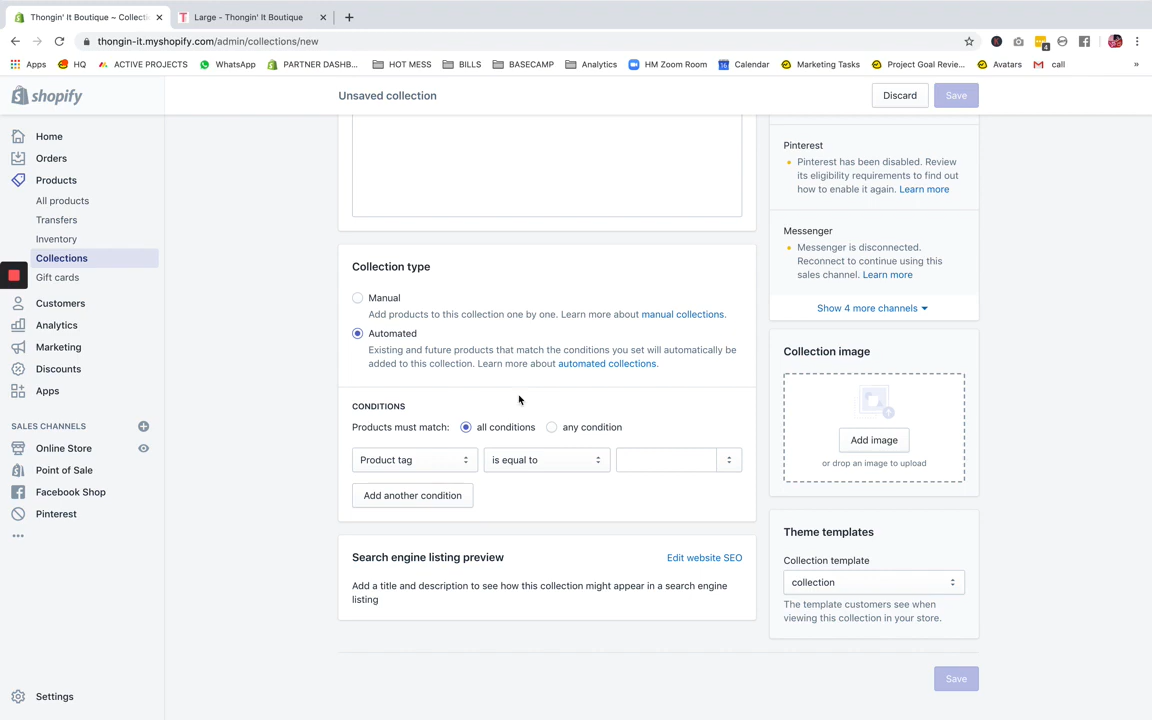 Thongin' It Boutique ~ Collecti
Large - Thongin' It Boutique
thongin-it.myshopify.com/admin/collections/new
Apps
HQ
ACTIVE PROJECTS
WhatsApp
PARTNER DASHB...
HOT MESS
BILLS
BASECAMP
Analytics
HM Zoom Room
Calendar
Marketing Tasks
Project Goal Revie...
Avatars
call
»
shopify
Unsaved collection
Discard
Save
Home
Orders
Products
All products
Transfers
Inventory
Collections
Gift cards
Customers
Analytics
Marketing
Discounts
Apps
SALES CHANNELS
Online Store
Point of Sale
Facebook Shop
Pinterest
Settings
Collection type
Manual
Add products to this collection one by one. Learn more about manual collections.
Automated
Existing and future products that match the conditions you set will automatically be
added to this collection. Learn more about automated collections.
CONDITIONS
Products must match: all conditions any condition
Product tag is equal to
Add another condition
Search engine listing preview
Edit website SEO
Add a title and description to see how this collection might appear in a search engine
listing
Pinterest
Pinterest has been disabled. Review
its eligibility requirements to find out
how to enable it again. Learn more
Messenger
Messenger is disconnected.
Reconnect to continue using this
sales channel. Learn more
Show 4 more channels
Collection image
Add image
or drop an image to upload
Theme templates
Collection template
collection
The template customers see when
viewing this collection in your store.
Save